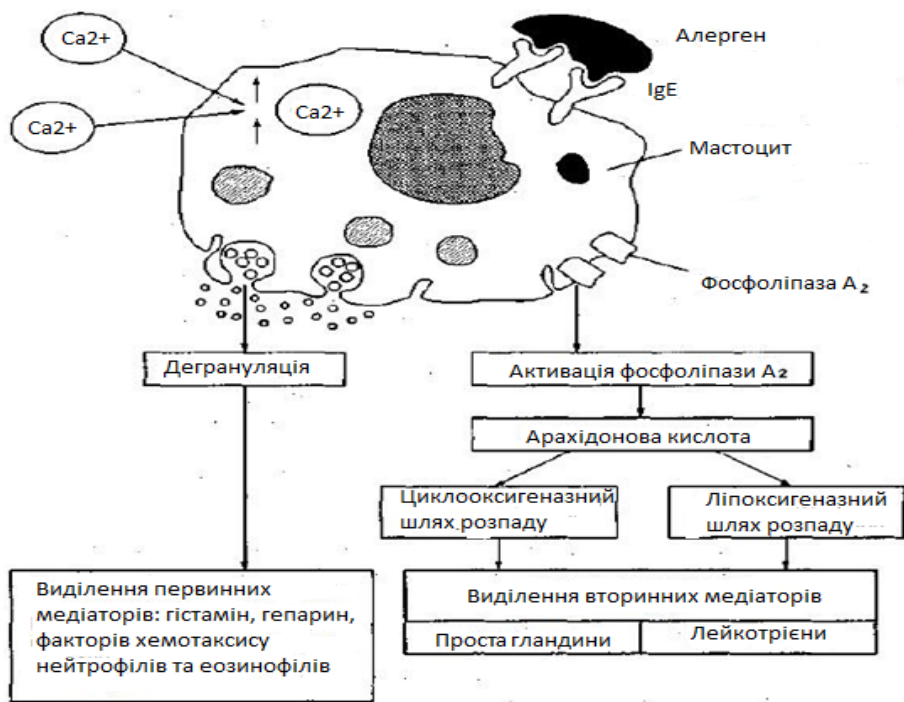 Ca2+
Ca2+
Ca2+
Алерген
IgE
Мастоцит
Фосфоліпаза А₂
Дегрануляція
Активація фосфоліпази А₂
Арахідонова кислота
Циклооксигеназний
шлях розпаду
Ліпоксигеназний
шлях розпаду
Виділення первинних
медіаторів: гістамін, гепарин,
факторів хемотаксису
нейтрофілів та еозинофілів
Виділення вторинних медіаторів
Проста гландини
Лейкотрієни